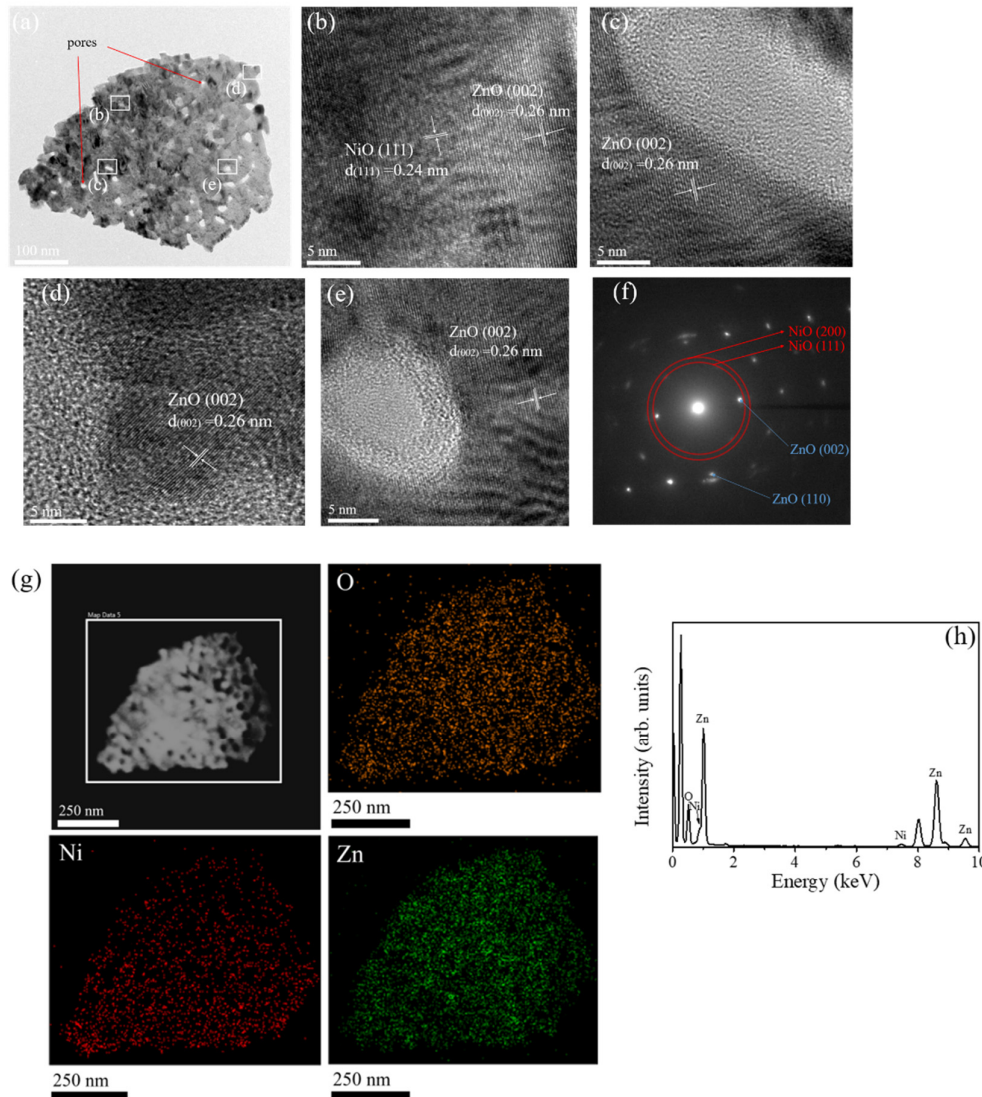 (a)
pores
(d)
(b)
(c)
(e)
100 nm
(b)
ZnO (002)
d(002)=0.26 nm
NiO (111)
d(111)=0.24 nm
5 nm
(c)
ZnO (002)
d(002)=0.26 nm
5 nm
(d)
ZnO (002)
d(002)=0.26 nm
5 nm
(e)
ZnO (002)
d(002)=0.26 nm
5 nm
(f)
NiO (200)
NiO (111)
ZnO (002)
ZnO (110)
(g)
Map Data 5
250 nm
O
250 nm
Ni
250 nm
Zn
250 nm
(h)
Intensity (arb. units)
Zn
O
Ni
Ni
Zn
Zn
0 2 4 6 8 10
Energy (keV)